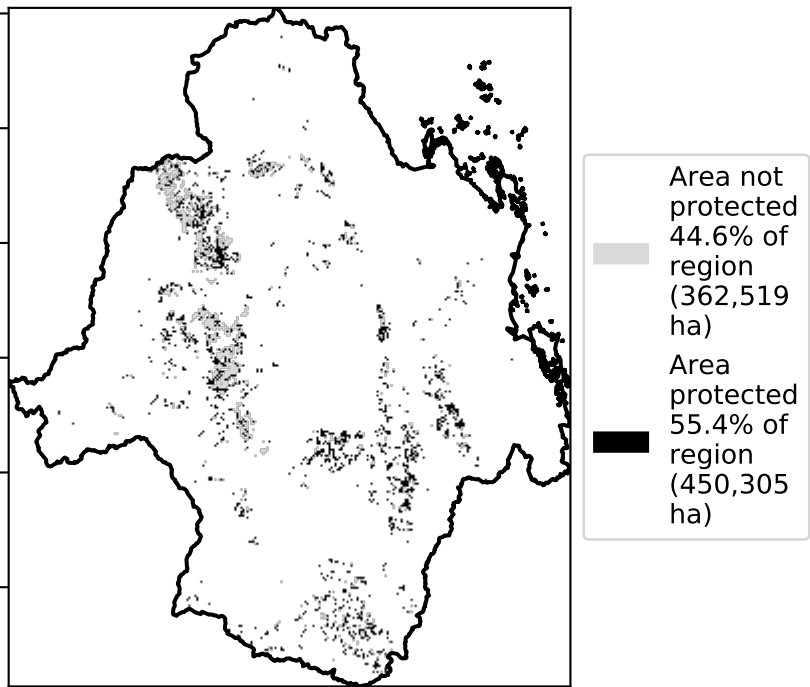 Area not
protected
44.6% of
region
(362,519
ha)
Area
protected
55.4% of
region
(450,305
ha)